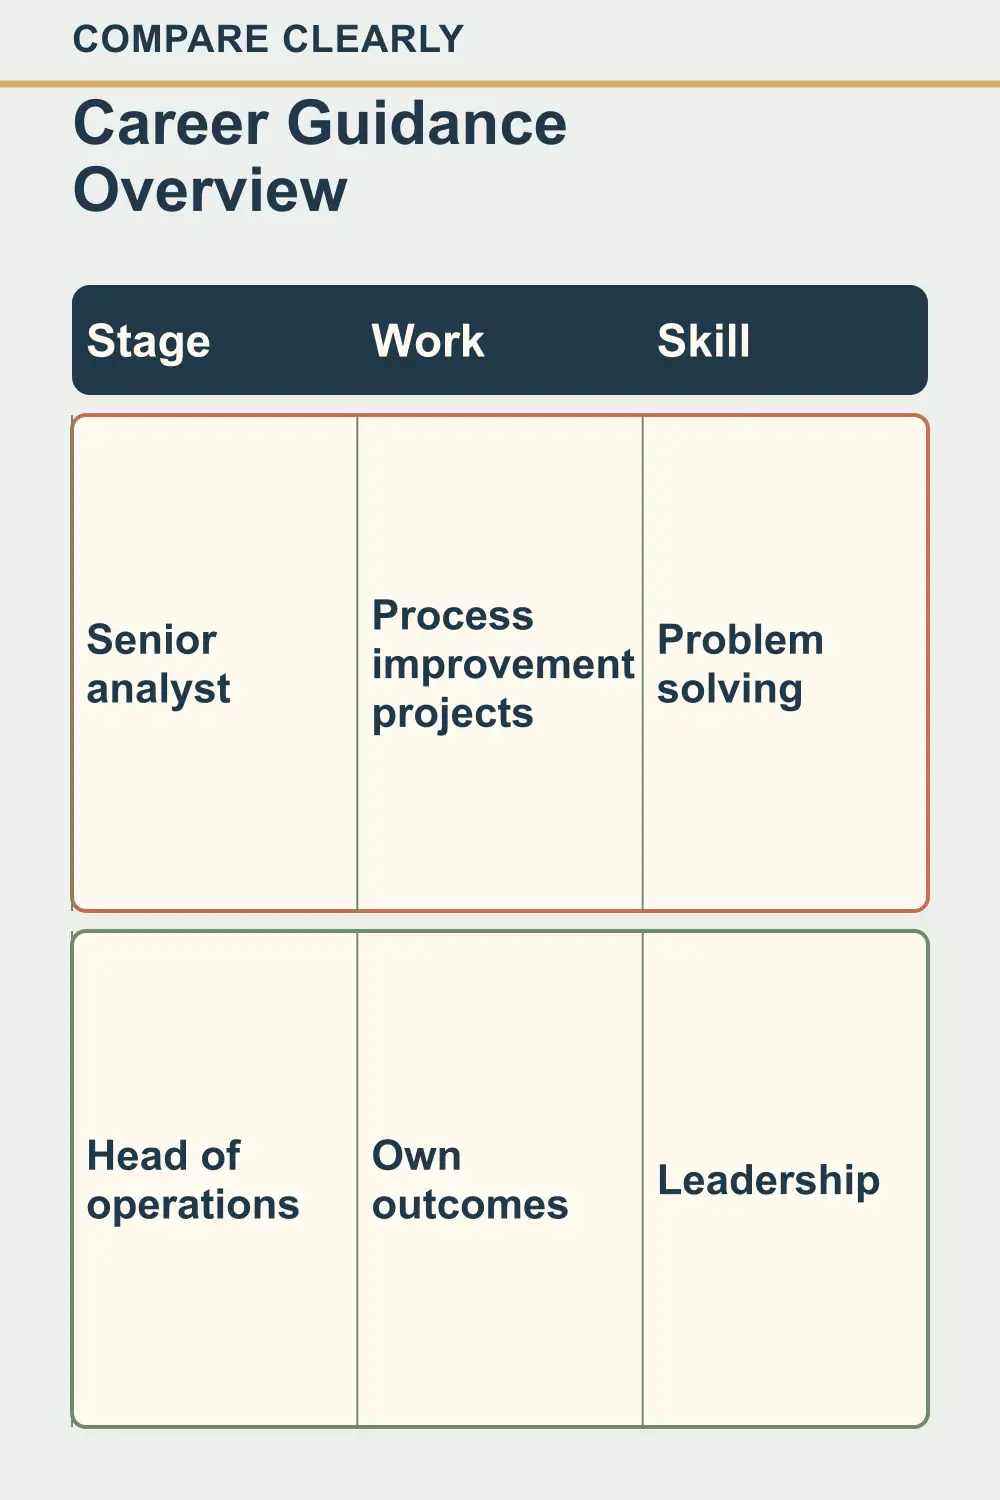 COMPARE CLEARLY
Career Guidance
Overview
Stage Work Skill
Senior
analyst
Process
improvement
projects
Problem
solving
Head of
operations
Own
outcomes
Leadership